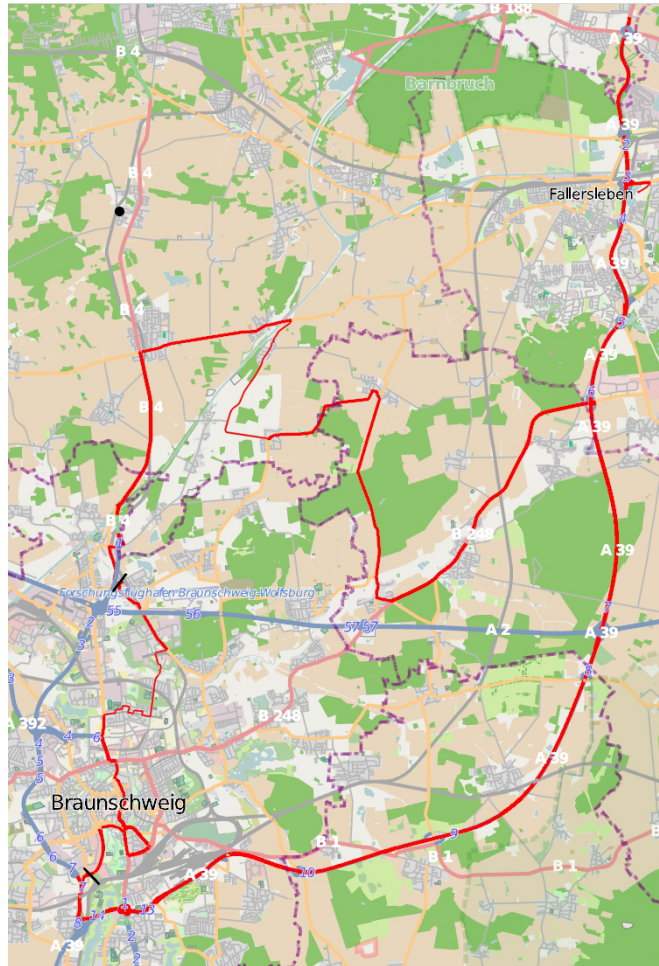 B 188
A 39
B 4
Barnbruch
A 39
2
3
B 4
Fallersleben
4
A 39
B 4
5
A 39
6
B 4
A 39
B 4
B 248
A 39
1
Forschungsflughafen Braunschweig-Wolfsburg
55
56
7
2
57
57
A 2
A 39
3
8
A 392
4
6
B 248
4
5
5
A 39
Braunschweig
6
9
B 1
B 1
B 1
6
7
10
A 39
7
14
1
13
5
A 39
2
2